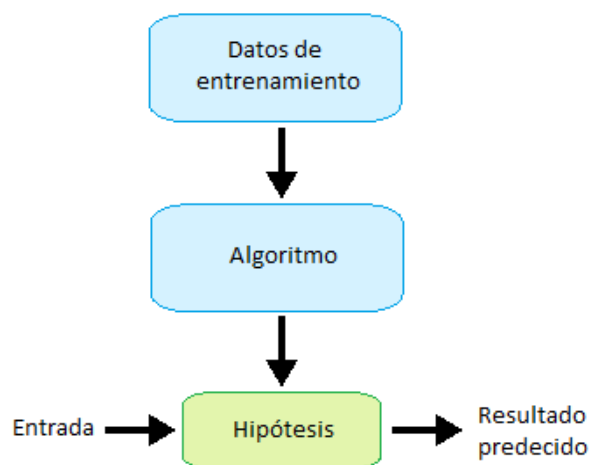 Datos de
entrenamiento
Algoritmo
Entrada
Hipótesis
Resultado
predecido